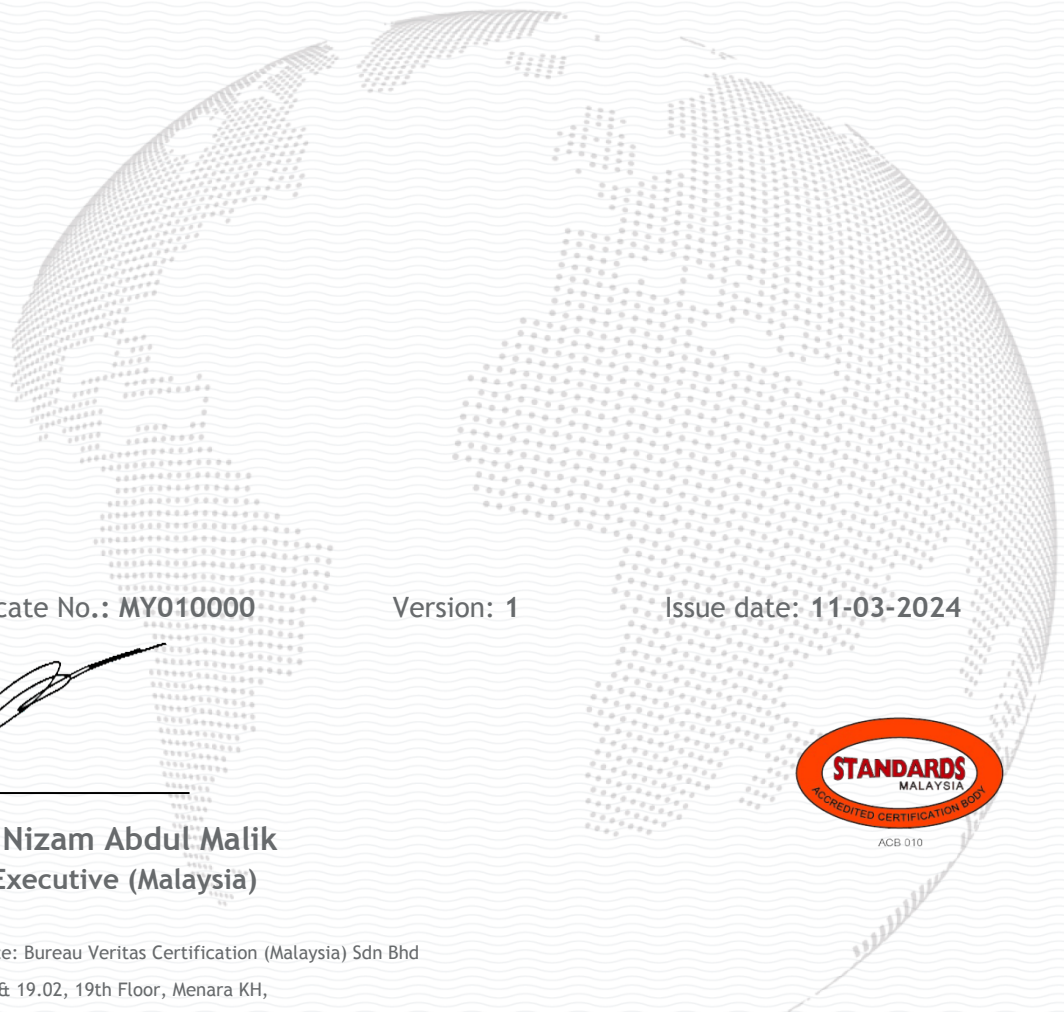 cate No.: MY010000 Version: 1 Issue date: 11-03-2024
STANDARDS
MALAYSIA
ACCREDITED CERTIFICATION BODY
ACB 010
Nizam Abdul Malik
Executive (Malaysia)
e: Bureau Veritas Certification (Malaysia) Sdn Bhd
& 19.02, 19th Floor, Menara KH,